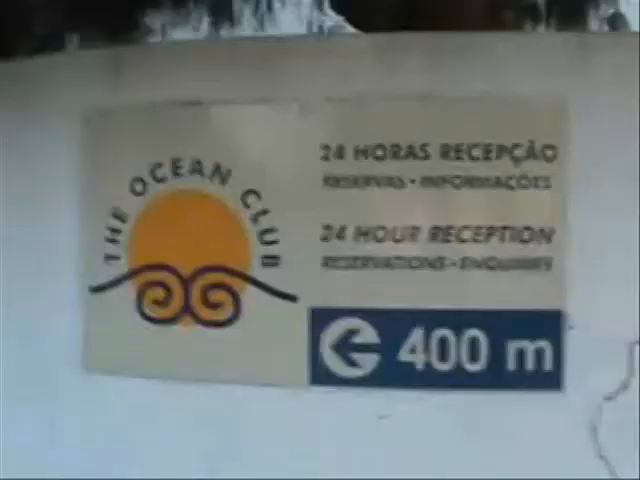 THE OCEAN CLUB
24 HORAS RECEPÇÃO
RESERVAS • INFORMAÇÕES
24 HOUR RECEPTION
RESERVATIONS • ENQUIRIES
400 m